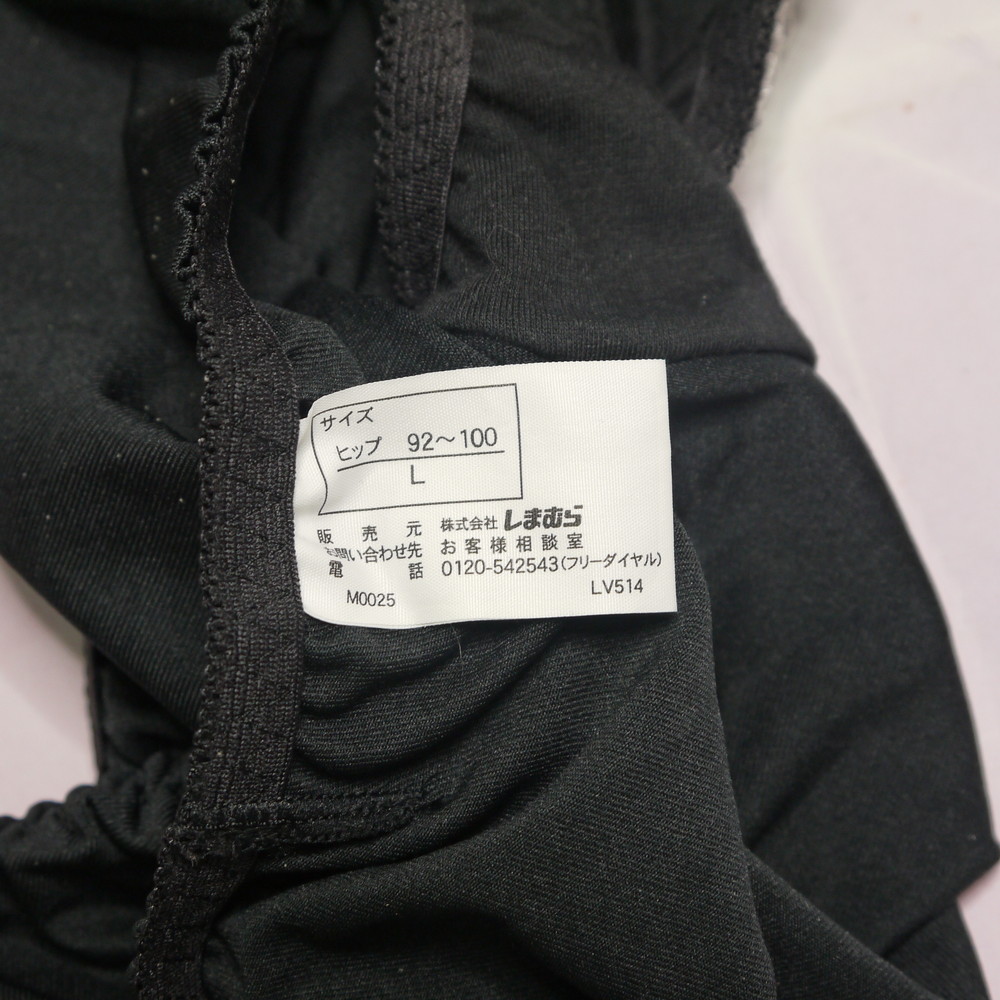 サイズ
ヒップ 92～100
L
販売元 株式会社 しまむら
お問い合わせ先 お客様相談室
電話 0120-542543(フリーダイヤル)
M0025 LV514